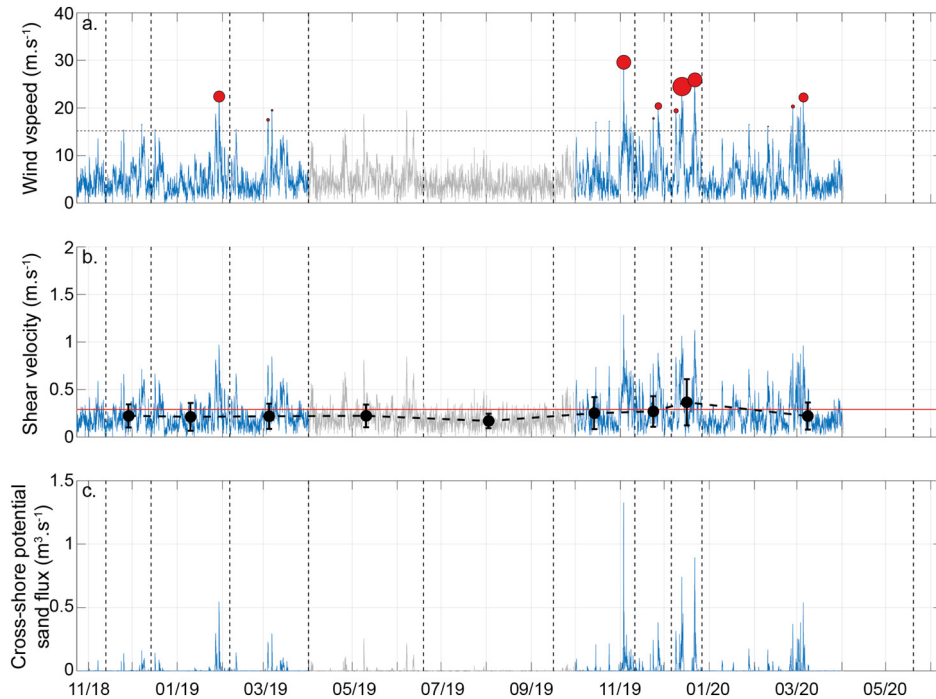 a.
Wind vspeed (m.s⁻¹)
40
30
20
10
0
b.
Shear velocity (m.s⁻¹)
2
1.5
1
0.5
0
c.
Cross-shore potential
sand flux (m³.s⁻¹)
1.5
1
0.5
0
11/18 01/19 03/19 05/19 07/19 09/19 11/19 01/20 03/20 05/20